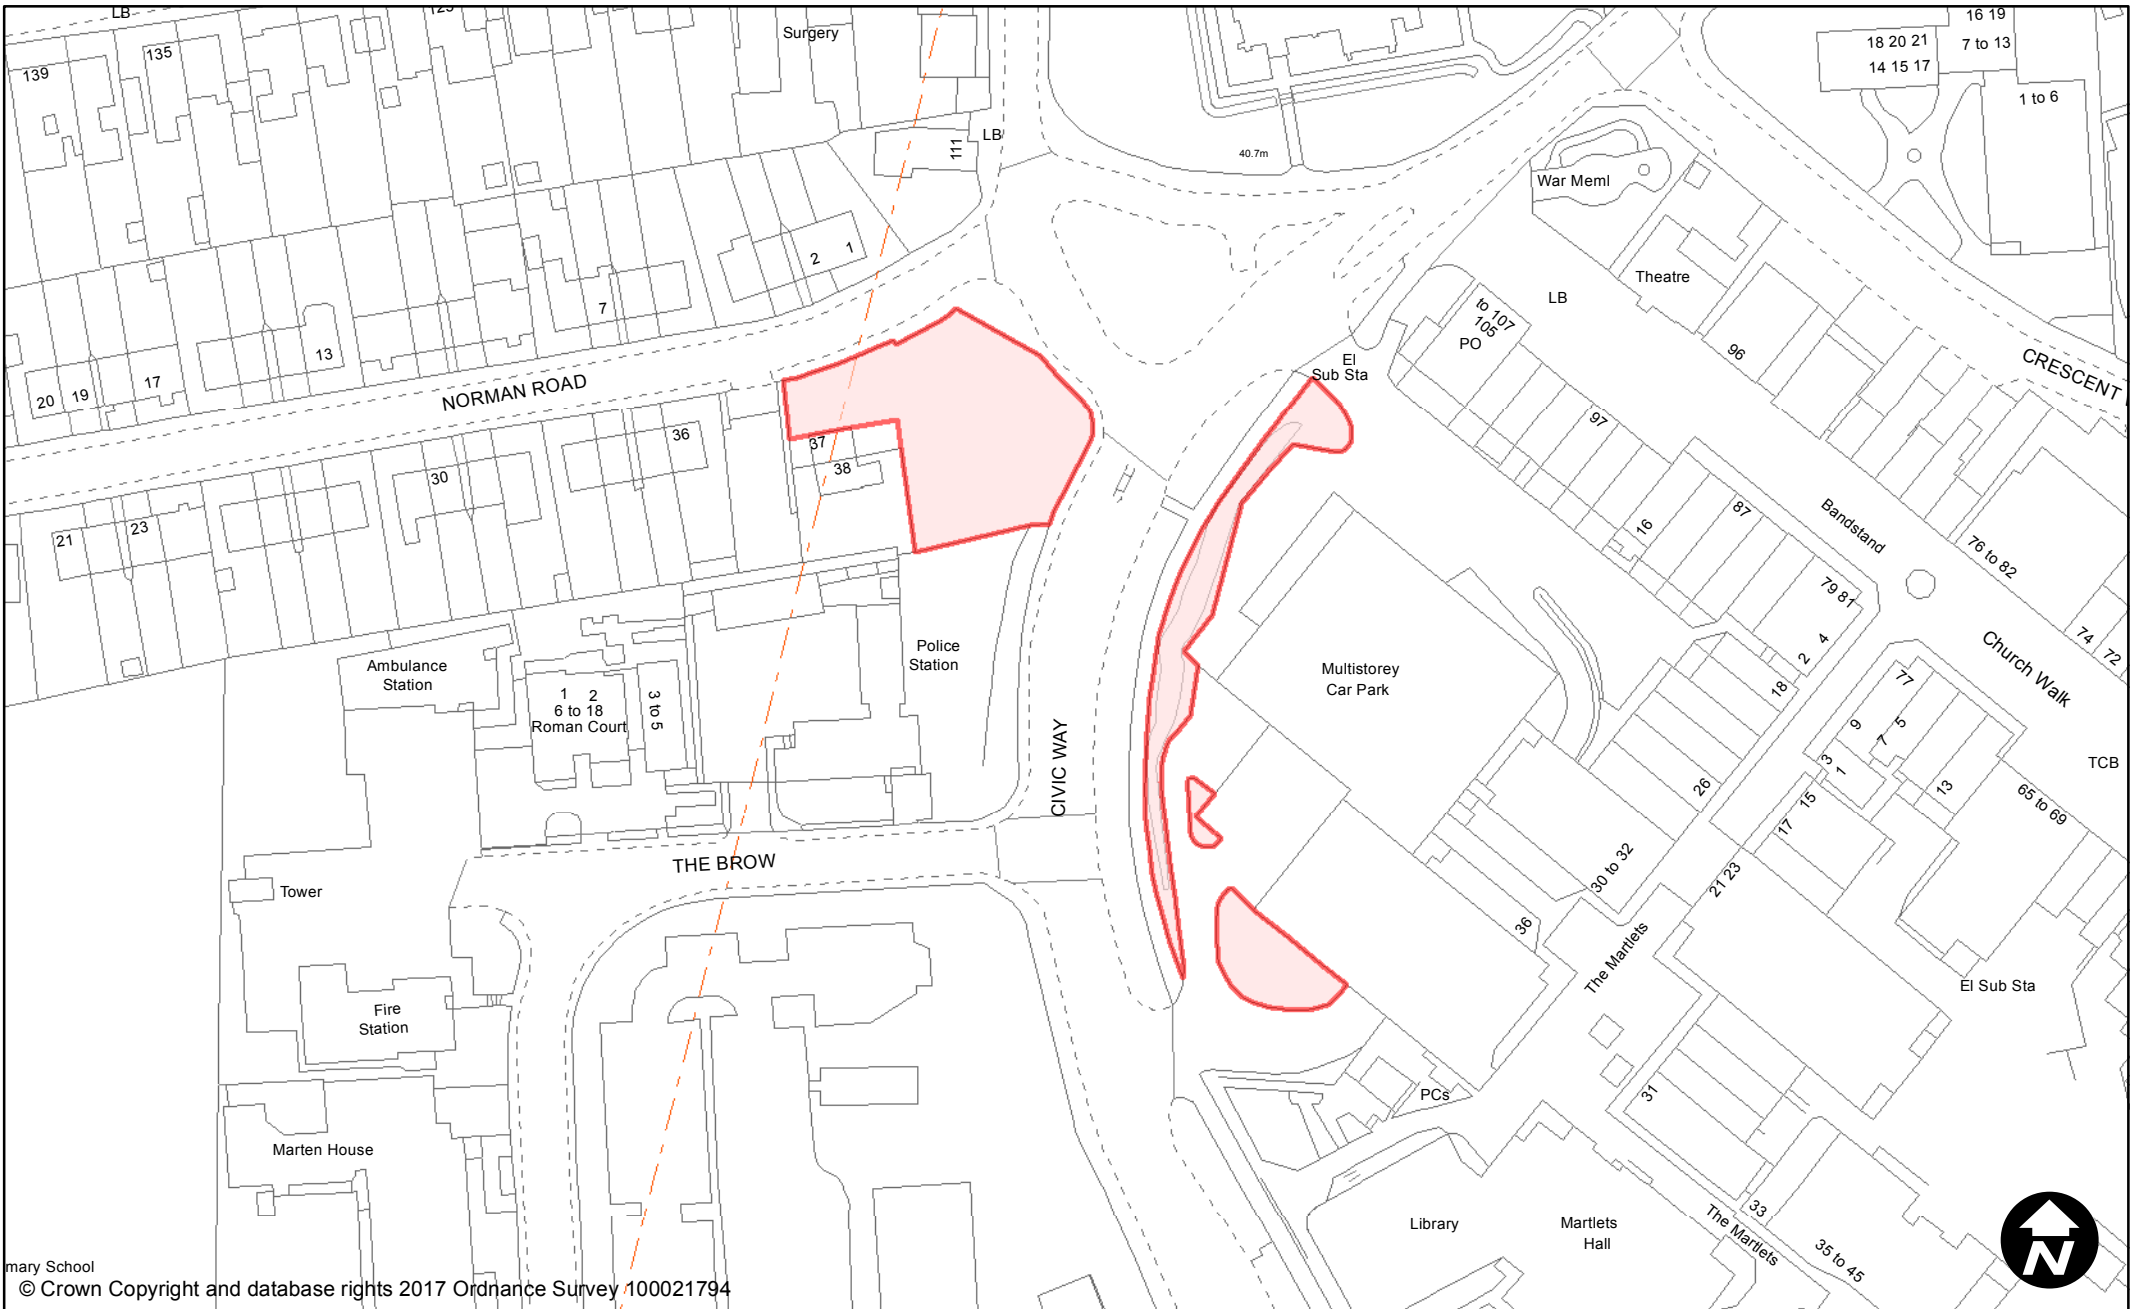 LB
125
Surgery
16 19
18 20 21
7 to 13
14 15 17
139
135
1 to 6
111
LB
40.7m
War Meml
2
1
Theatre
LB
7
to 107
105
PO
El
Sub Sta
96
CRESCENT
13
17
19
20
NORMAN ROAD
36
37
38
97
30
16
87
Bandstand
76 to 82
21
23
79 81
4
2
74
72
Church Walk
Police
Station
Ambulance
Station
Multistorey
Car Park
1 2
6 to 18
Roman Court
3 to 5
18
77
9
5
7
3
1
TCB
CIVIC WAY
26
15
17
13
65 to 69
THE BROW
30 to 32
21 23
Tower
36
The Martlets
El Sub Sta
Fire
Station
PCs
31
Marten House
Library
Martlets
Hall
33
The Martlets
35 to 45
N
mary School
© Crown Copyright and database rights 2017 Ordnance Survey 100021794